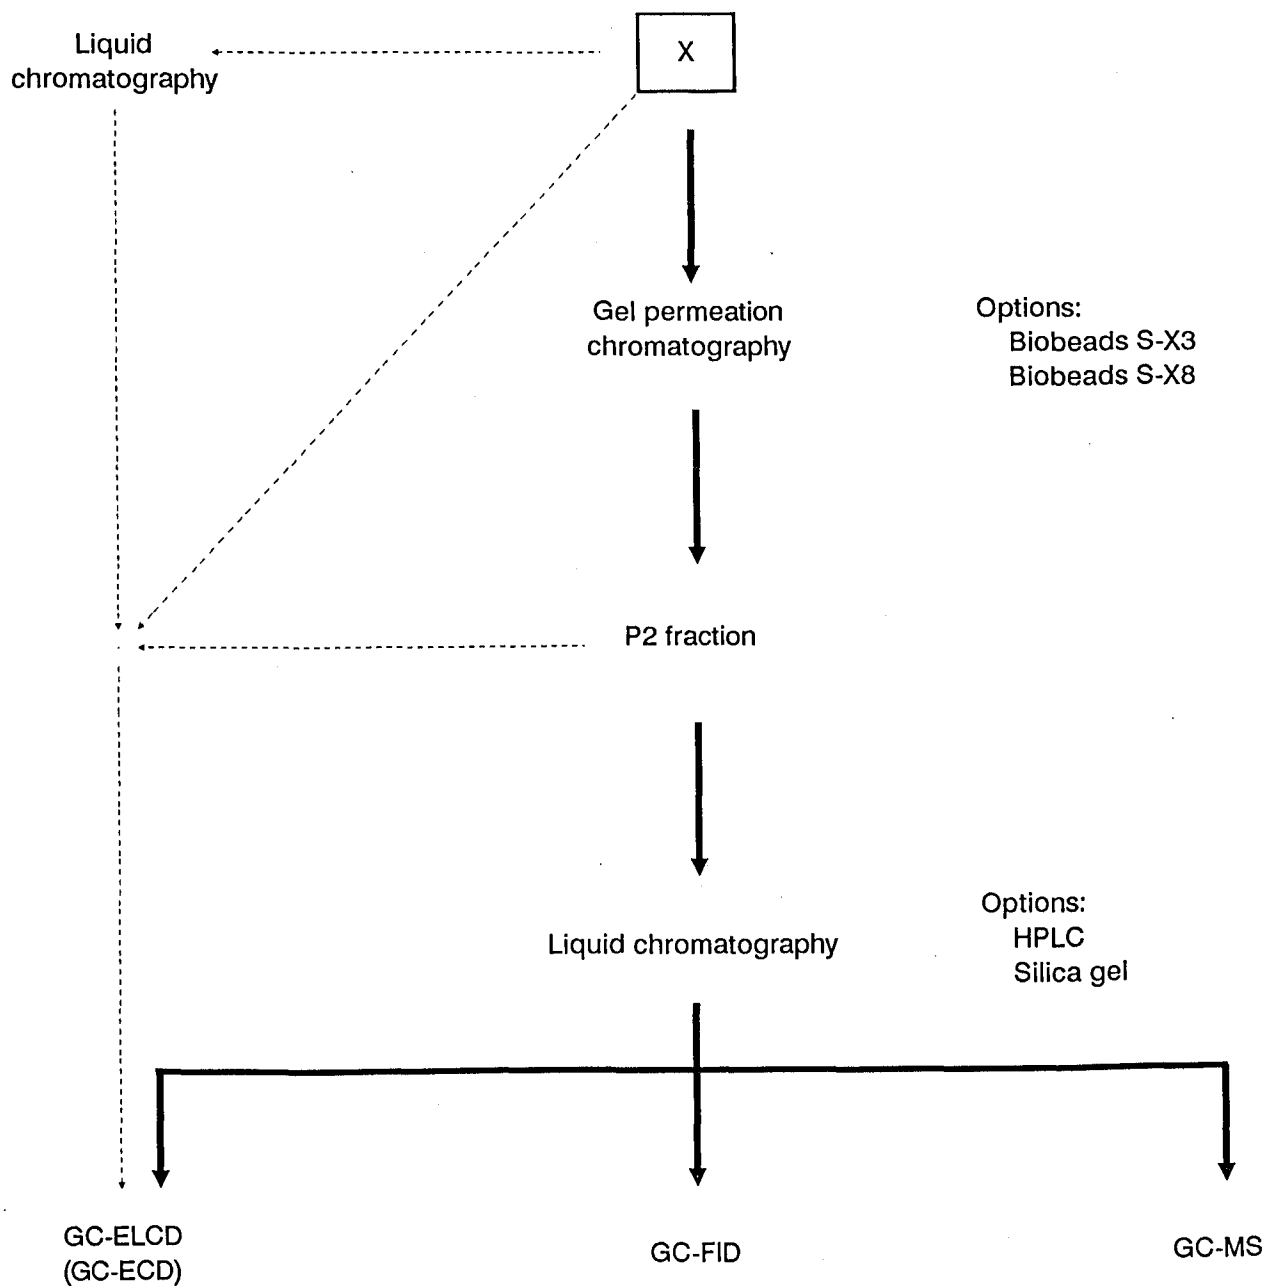 Liquid
chromatography
X
Gel permeation
chromatography
Options:
Biobeads S-X3
Biobeads S-X8
P2 fraction
Liquid chromatography
Options:
HPLC
Silica gel
GC-ELCD
(GC-ECD)
GC-FID
GC-MS